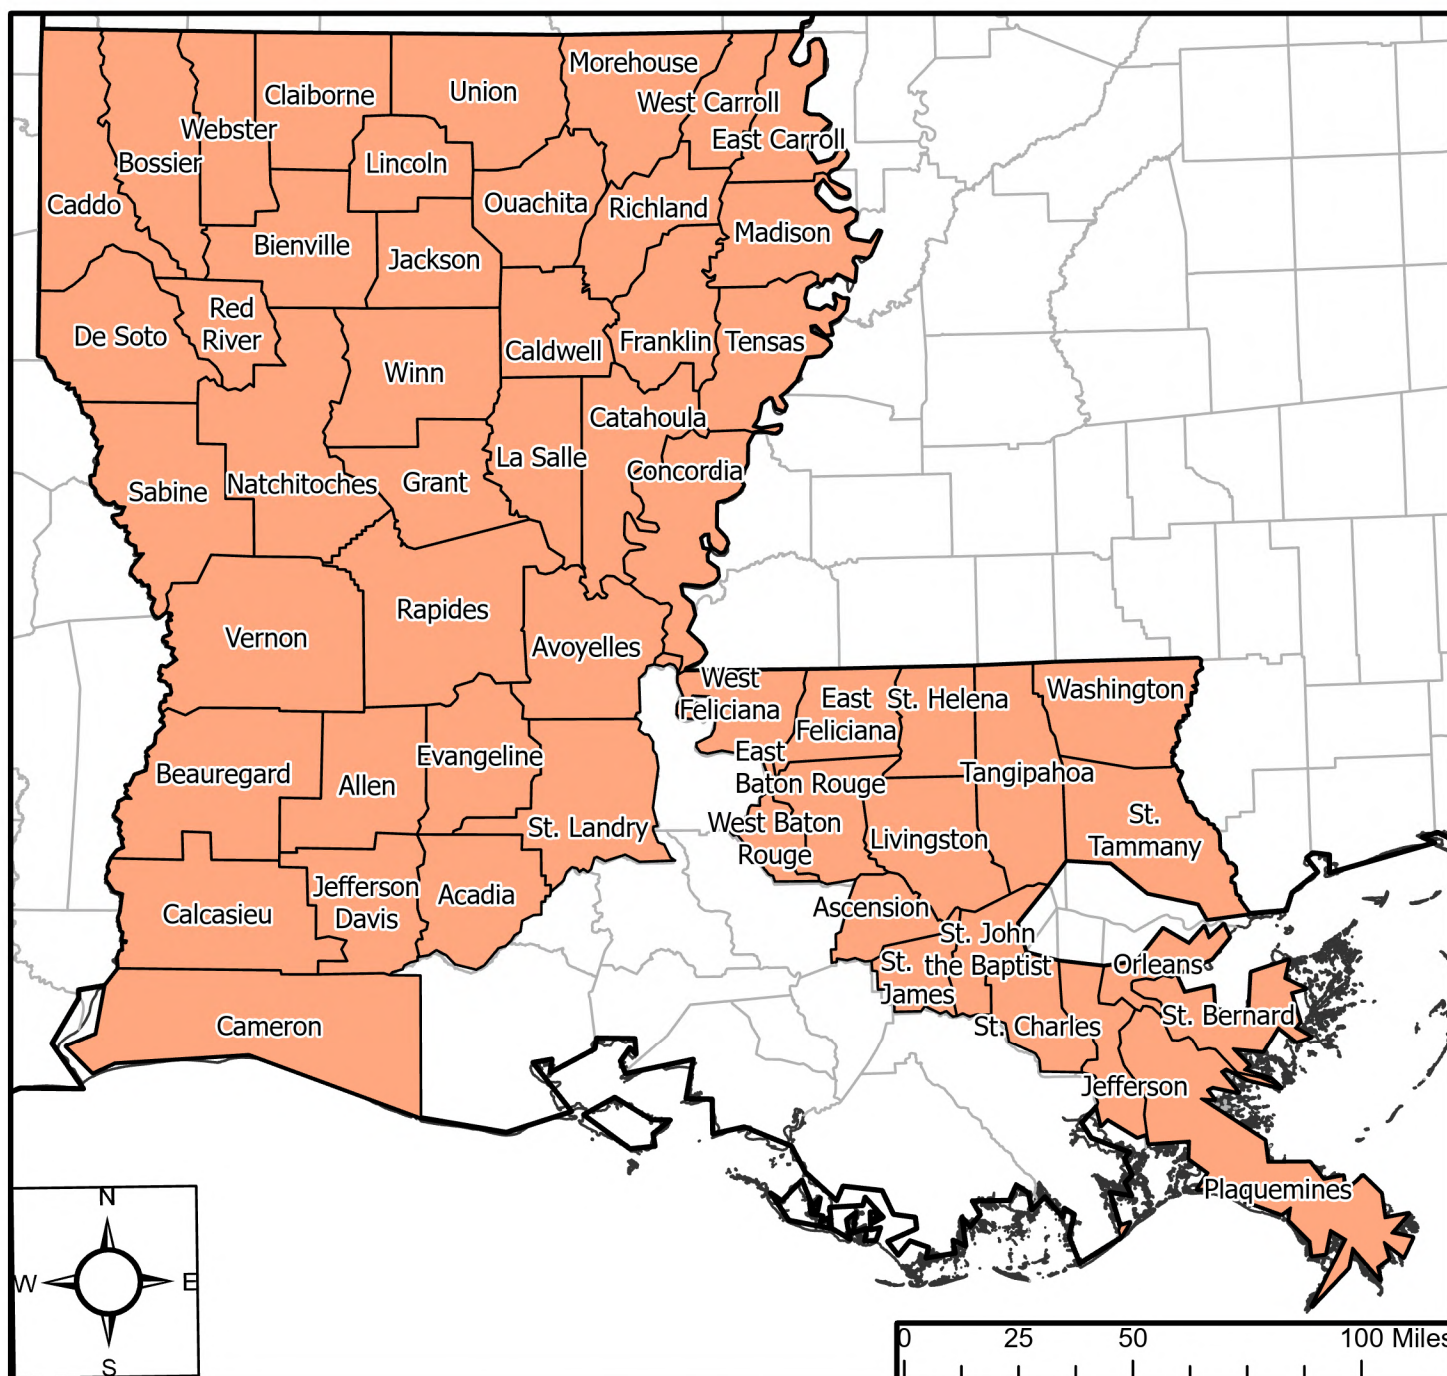 Morehouse
Union
Claiborne
West Carroll
Webster
East Carroll
Bossier
Lincoln
Caddo
Ouachita
Richland
Madison
Bienville
Jackson
Red
River
De Soto
Caldwell
Franklin
Tensas
Winn
Catahoula
La Salle
Concordia
Sabine
Natchitoches
Grant
Rapides
Vernon
Avoyelles
West
Feliciana
East
Feliciana
St. Helena
Washington
East
Baton Rouge
Evangeline
Tangipahoa
Beauregard
Allen
St. Landry
West Baton
Rouge
Livingston
St.
Tammany
Jefferson
Davis
Acadia
Calcasieu
Ascension
St. John
the Baptist
St.
James
Orleans
St. Bernard
St. Charles
Cameron
Jefferson
Plaquemines
N
W
E
S
0
25
50
100 Miles